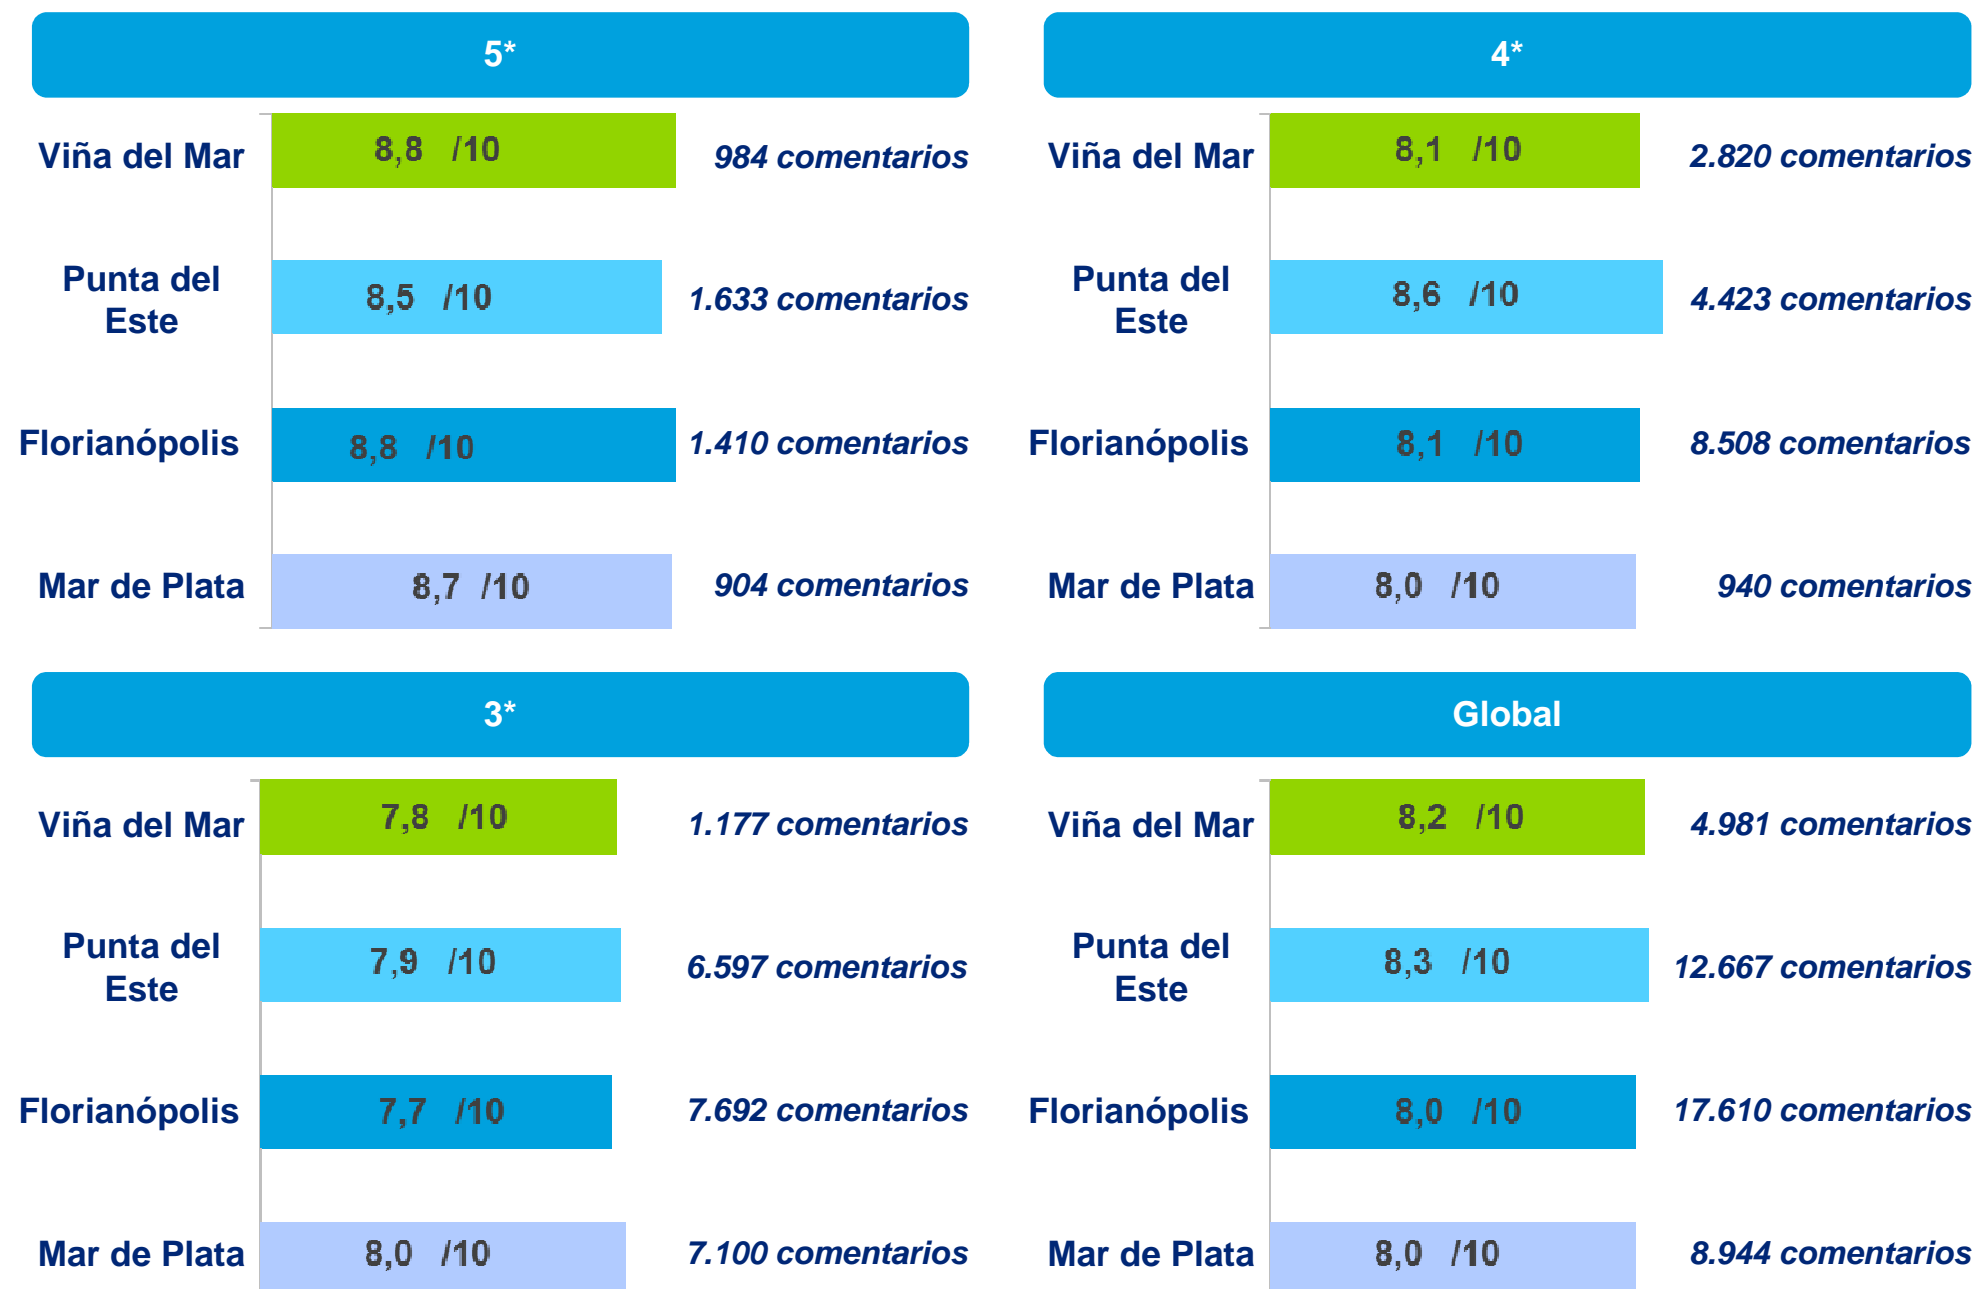 5*
Viña del Mar 8,8 /10 984 comentarios
Punta del
Este
8,5 /10 1.633 comentarios
Florianópolis 8,8 /10 1.410 comentarios
Mar de Plata 8,7 /10 904 comentarios
4*
Viña del Mar 8,1 /10 2.820 comentarios
Punta del
Este
8,6 /10 4.423 comentarios
Florianópolis 8,1 /10 8.508 comentarios
Mar de Plata 8,0 /10 940 comentarios
3*
Viña del Mar 7,8 /10 1.177 comentarios
Punta del
Este
7,9 /10 6.597 comentarios
Florianópolis 7,7 /10 7.692 comentarios
Mar de Plata 8,0 /10 7.100 comentarios
Global
Viña del Mar 8,2 /10 4.981 comentarios
Punta del
Este
8,3 /10 12.667 comentarios
Florianópolis 8,0 /10 17.610 comentarios
Mar de Plata 8,0 /10 8.944 comentarios